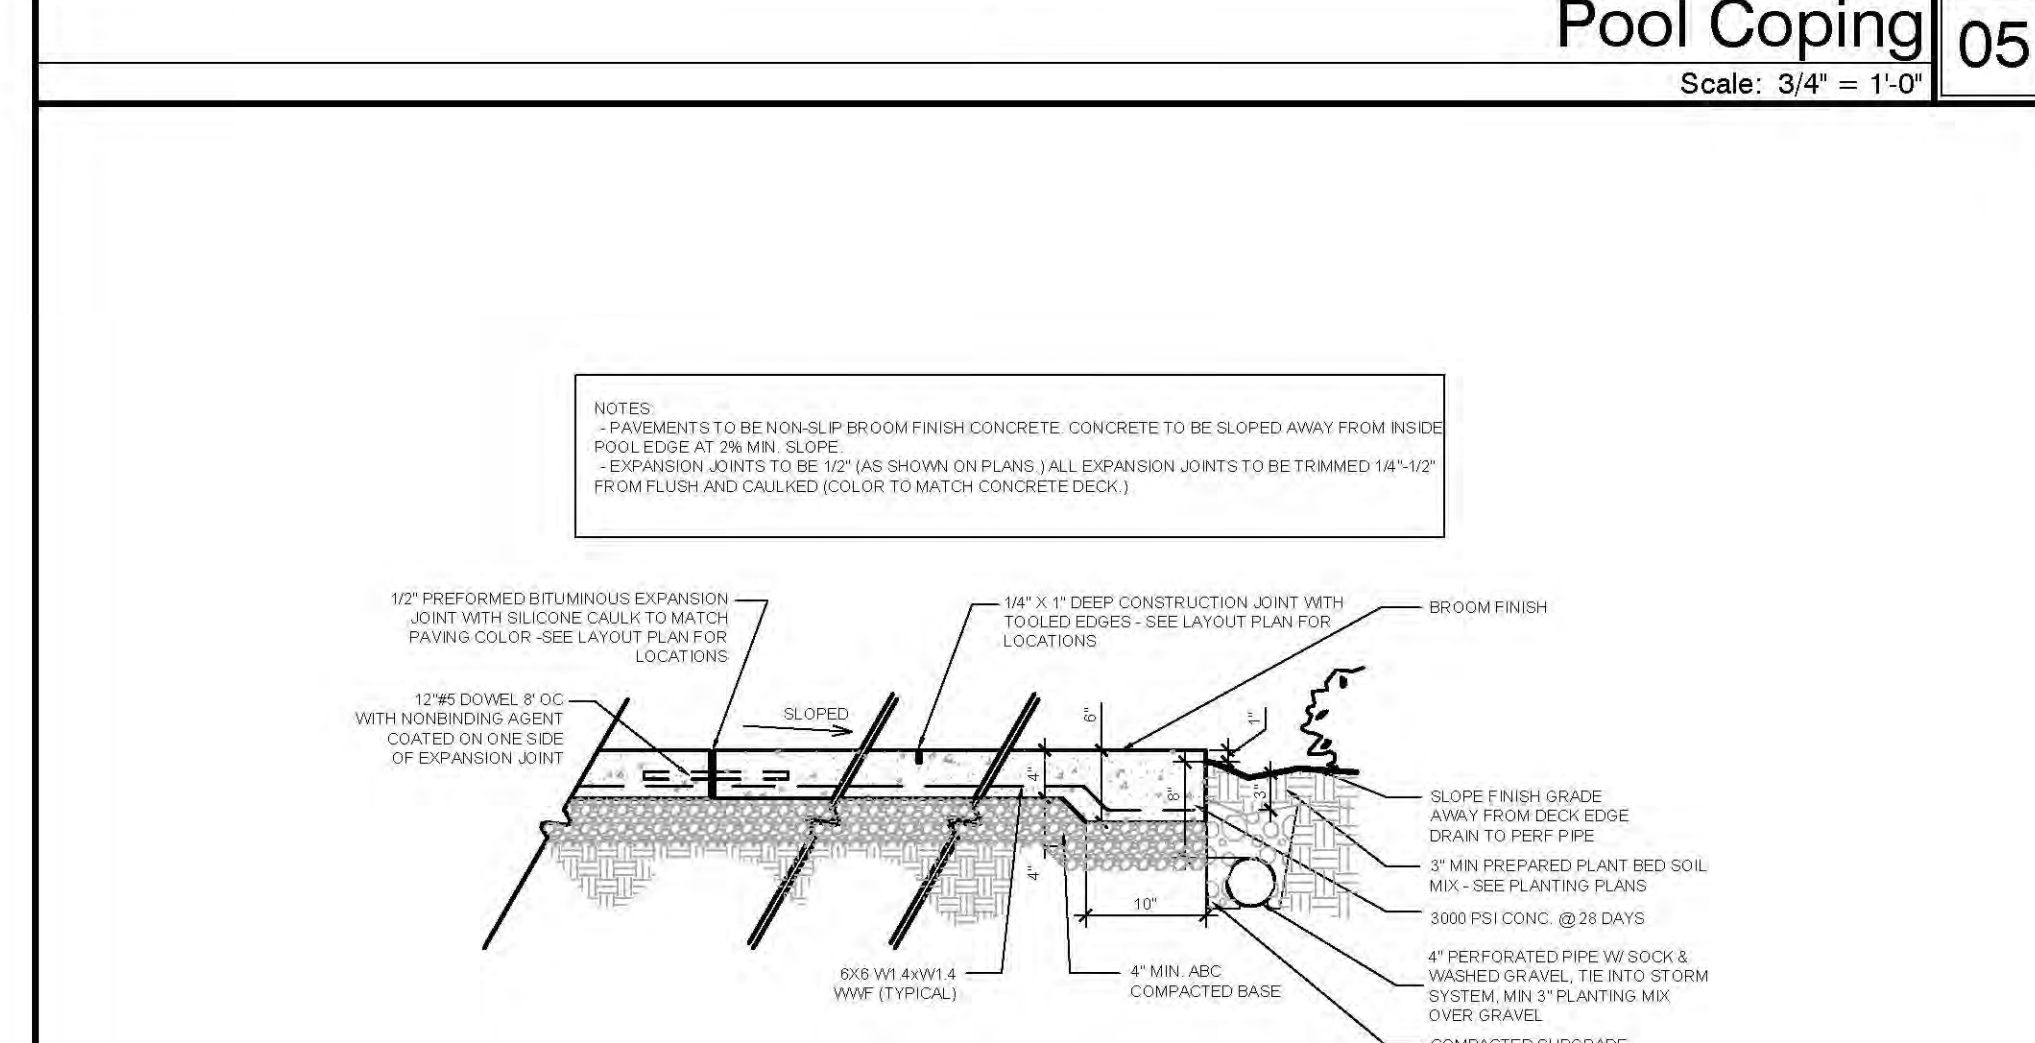 Pool Coping
05
Scale: 3/4" = 1'-0"
NOTES:
- PAVEMENTS TO BE NON-SLIP BROOM FINISH CONCRETE. CONCRETE TO BE SLOPED AWAY FROM INSIDE
POOL EDGE AT 2% MIN. SLOPE.
- EXPANSION JOINTS TO BE 1/2" (AS SHOWN ON PLANS.) ALL EXPANSION JOINTS TO BE TRIMMED 1/4"-1/2"
FROM FLUSH AND CAULKED (COLOR TO MATCH CONCRETE DECK.)
1/2" PREFORMED BITUMINOUS EXPANSION
JOINT WITH SILICONE CAULK TO MATCH
PAVING COLOR -SEE LAYOUT PLAN FOR
LOCATIONS
1/4" X 1" DEEP CONSTRUCTION JOINT WITH
TOOLED EDGES - SEE LAYOUT PLAN FOR
LOCATIONS
BROOM FINISH
12"#5 DOWEL 8' OC
WITH NONBINDING AGENT
COATED ON ONE SIDE
OF EXPANSION JOINT
SLOPED
6"
1"
4"
8"
3"
4"
10"
SLOPE FINISH GRADE
AWAY FROM DECK EDGE
DRAIN TO PERF PIPE
3" MIN PREPARED PLANT BED SOIL
MIX - SEE PLANTING PLANS
3000 PSI CONC. @ 28 DAYS
4" PERFORATED PIPE W/ SOCK &
WASHED GRAVEL, TIE INTO STORM
SYSTEM, MIN 3" PLANTING MIX
OVER GRAVEL
6X6 W1.4xW1.4
WWF (TYPICAL)
4" MIN. ABC
COMPACTED BASE
COMPACTED SUBGRADE